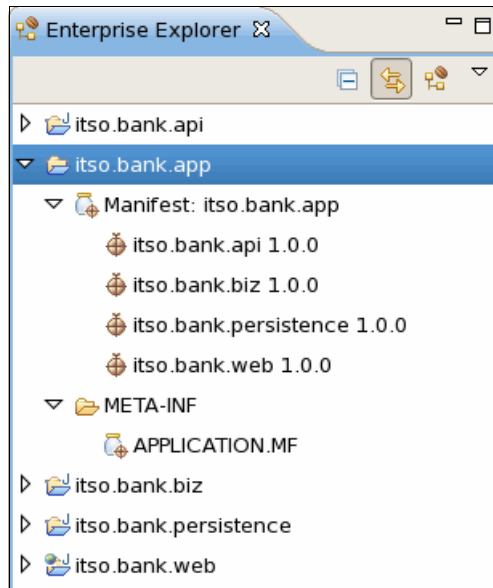 Enterprise Explorer
itso.bank.api
itso.bank.app
Manifest: itso.bank.app
itso.bank.api 1.0.0
itso.bank.biz 1.0.0
itso.bank.persistence 1.0.0
itso.bank.web 1.0.0
META-INF
APPLICATION.MF
itso.bank.biz
itso.bank.persistence
itso.bank.web